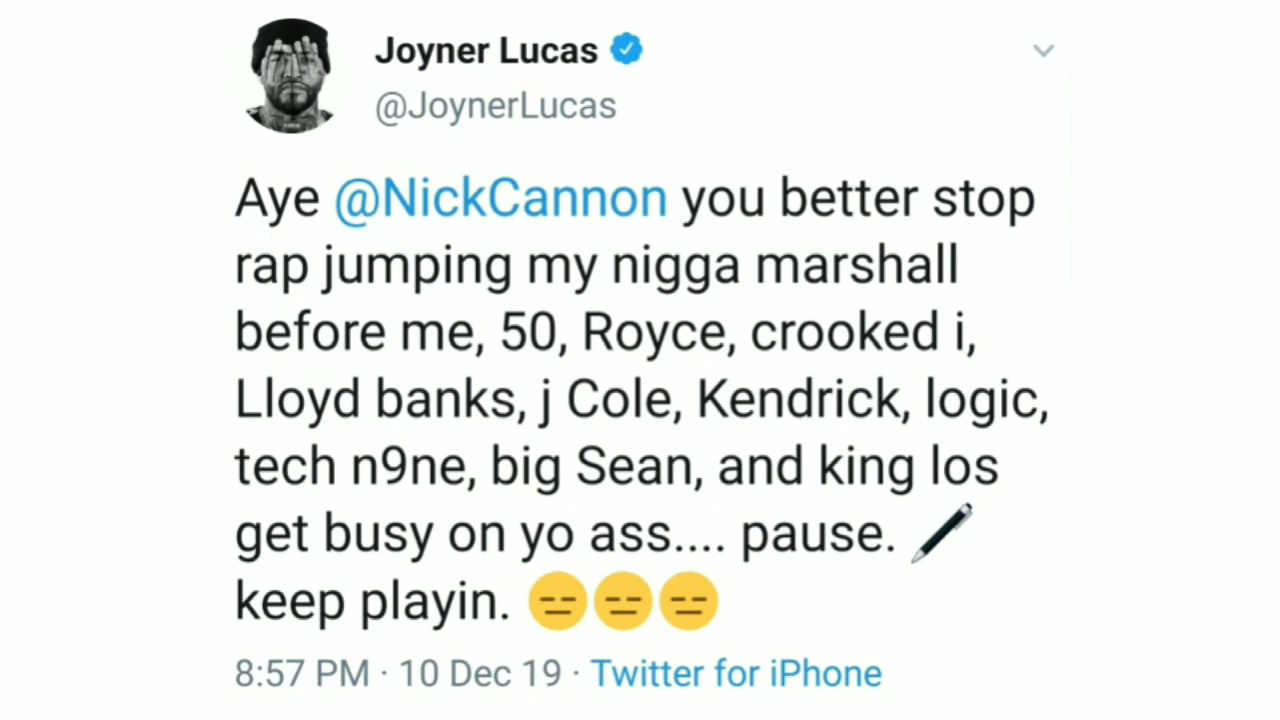 Joyner Lucas
@JoynerLucas
Aye @NickCannon you better stop
rap jumping my nigga marshall
before me, 50, Royce, crooked i,
Lloyd banks, j Cole, Kendrick, logic,
tech n9ne, big Sean, and king los
get busy on yo ass.... pause. 🖊
keep playin. 😑😑😑
8:57 PM · 10 Dec 19 · Twitter for iPhone